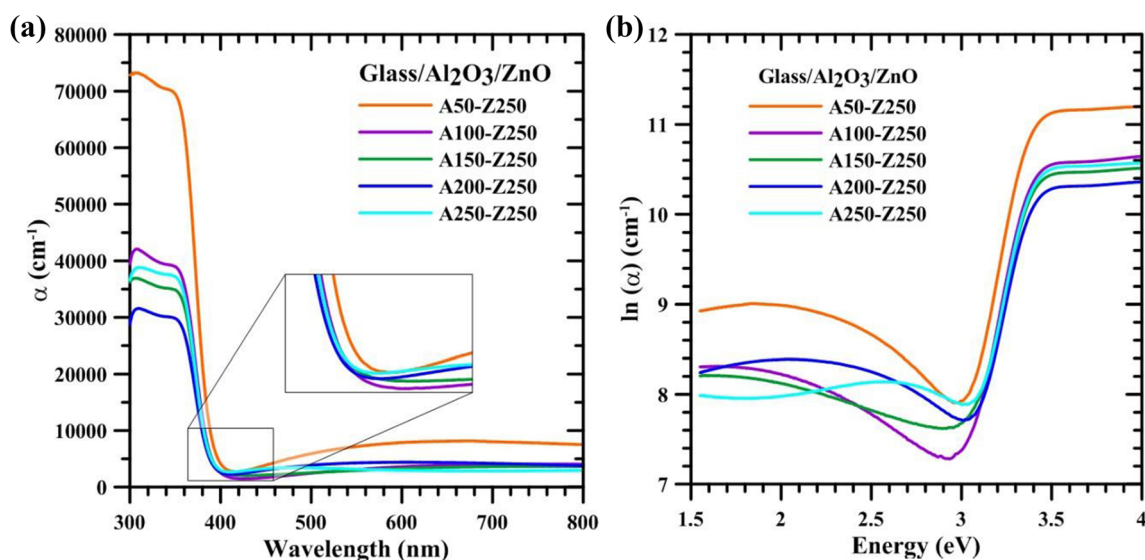 (a)
80000
70000
60000
50000
40000
30000
20000
10000
0
α (cm⁻¹)
300 400 500 600 700 800
Wavelength (nm)
Glass/Al₂O₃/ZnO
A50-Z250
A100-Z250
A150-Z250
A200-Z250
A250-Z250
(b)
12
11
10
9
8
7
6
ln (α) (cm⁻¹)
1.5 2 2.5 3 3.5 4
Energy (eV)
Glass/Al₂O₃/ZnO
A50-Z250
A100-Z250
A150-Z250
A200-Z250
A250-Z250